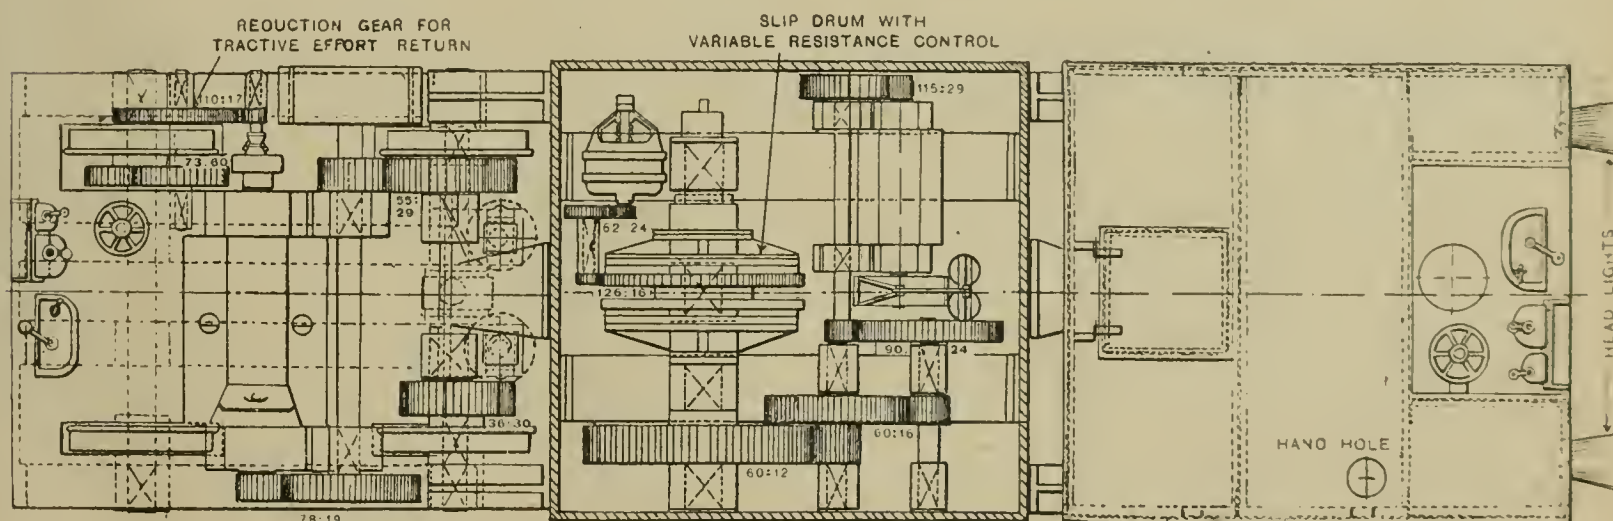 REDUCTION GEAR FOR
TRACTIVE EFFORT RETURN
SLIP DRUM WITH
VARIABLE RESISTANCE CONTROL
110:17
115:29
73:60
55:
29
62 24
126:16
90. 24
36:30
60:16
60:12
78:19
HAND HOLE
HEAD LIGHTS